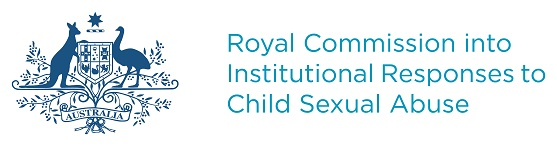 Royal Commission into
Institutional Responses to
Child Sexual Abuse
AUSTRALIA